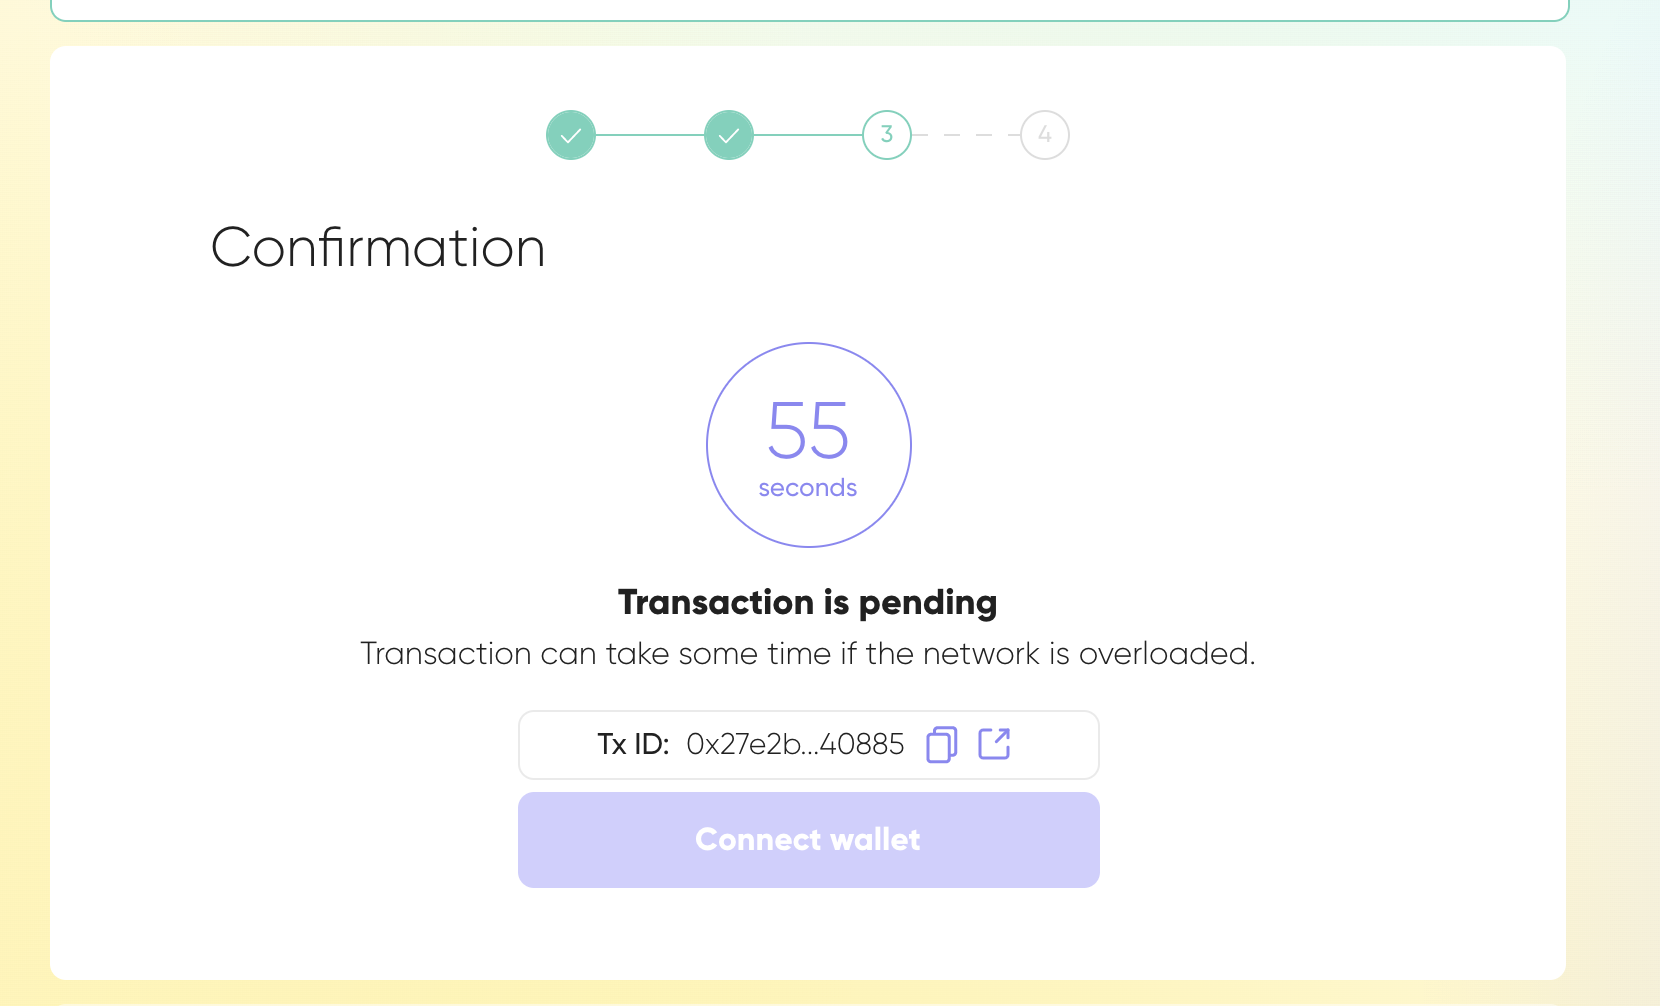 3
4
Confirmation
55
seconds
Transaction is pending
Transaction can take some time if the network is overloaded.
Tx ID: 0x27e2b...40885
Connect wallet